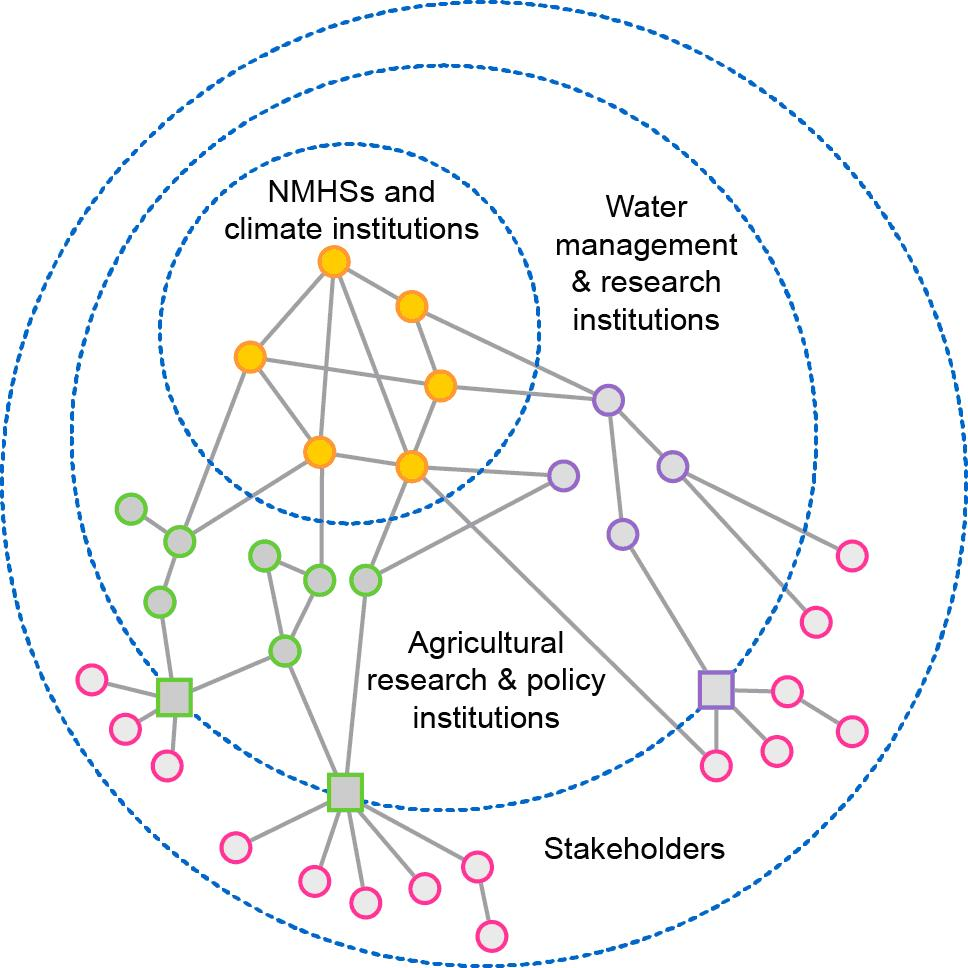 NMHSs and
climate institutions
Water
management
& research
institutions
Agricultural
research & policy
institutions
Stakeholders